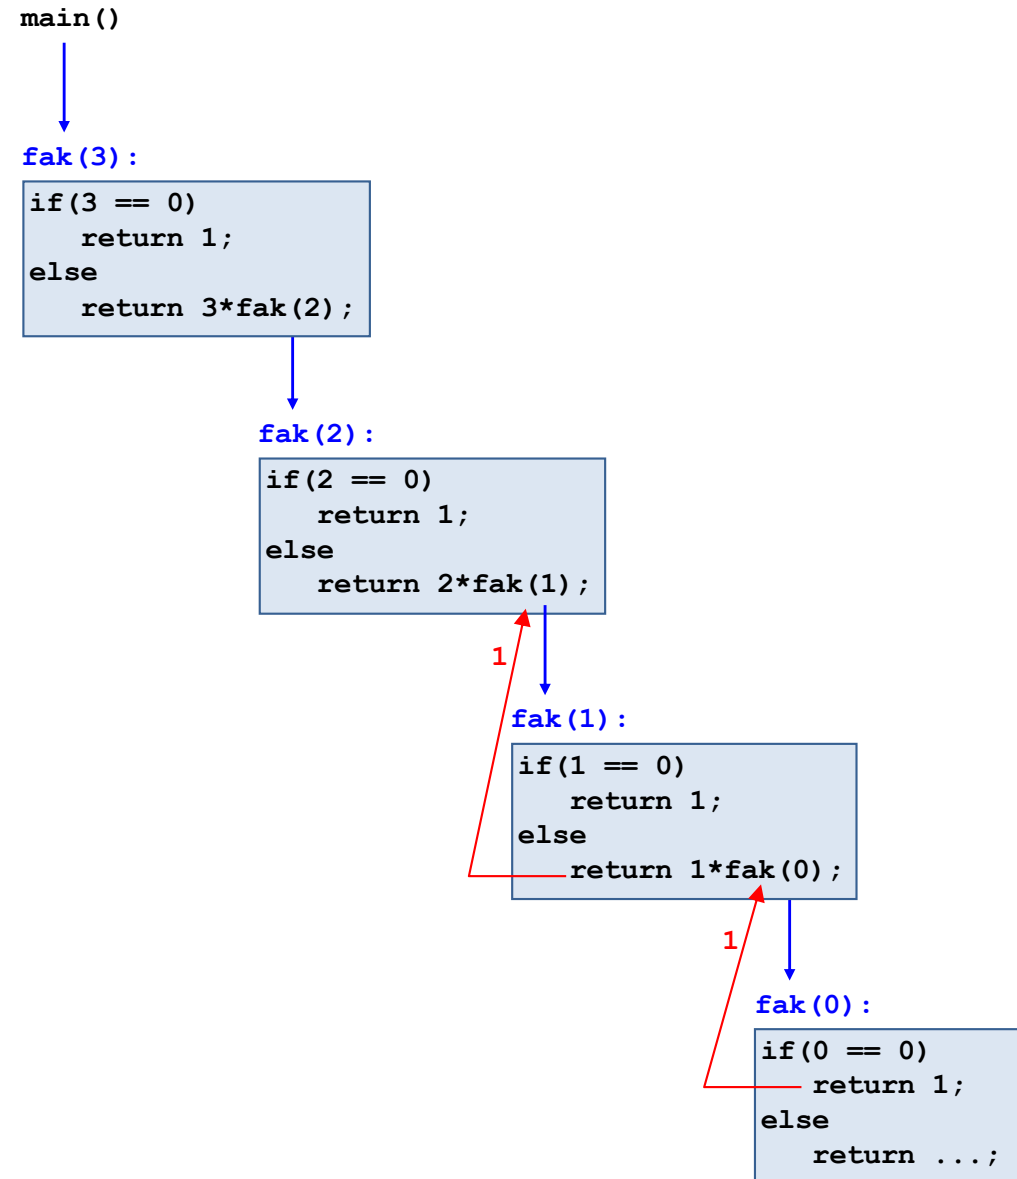 main()
fak(3):
if(3 == 0)
return 1;
else
return 3*fak(2);
fak(2):
if(2 == 0)
return 1;
else
return 2*fak(1);
1
fak(1):
if(1 == 0)
return 1;
else
return 1*fak(0);
1
fak(0):
if(0 == 0)
return 1;
else
return ...;